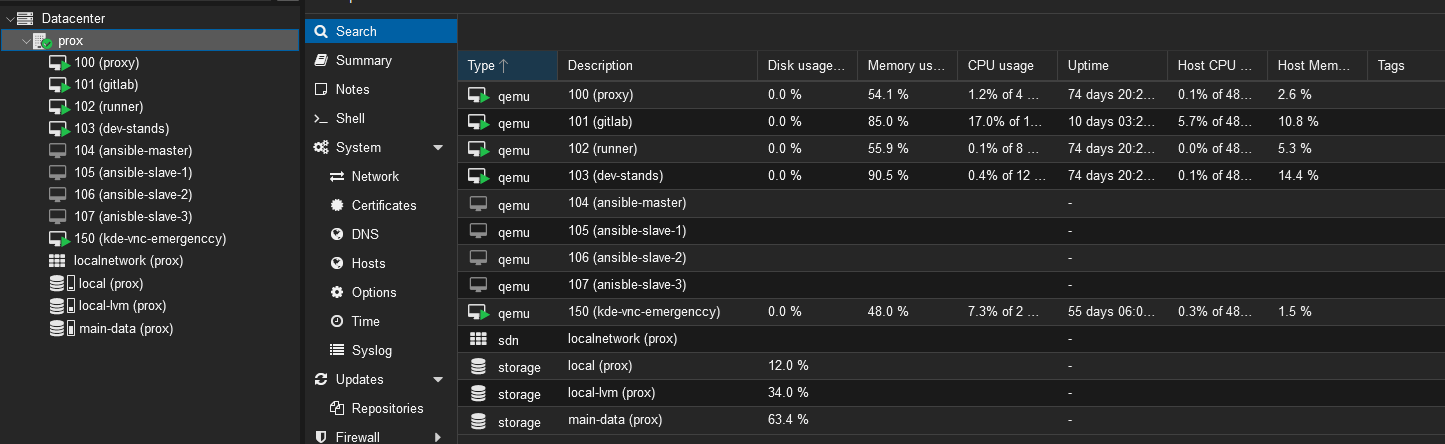 Datacenter
prox
100 (proxy)
101 (gitlab)
102 (runner)
103 (dev-stands)
104 (ansible-master)
105 (ansible-slave-1)
106 (ansible-slave-2)
107 (anisble-slave-3)
150 (kde-vnc-emergenccy)
localnetwork (prox)
local (prox)
local-lvm (prox)
main-data (prox)
Search
Summary
Notes
Shell
System
Network
Certificates
DNS
Hosts
Options
Time
Syslog
Updates
Repositories
Firewall
Type Description Disk usage... Memory us... CPU usage Uptime Host CPU ... Host Mem... Tags
qemu 100 (proxy) 0.0 % 54.1 % 1.2% of 4 ... 74 days 20:2... 0.1% of 48... 2.6 %
qemu 101 (gitlab) 0.0 % 85.0 % 17.0% of 1... 10 days 03:2... 5.7% of 48... 10.8 %
qemu 102 (runner) 0.0 % 55.9 % 0.1% of 8 ... 74 days 20:2... 0.0% of 48... 5.3 %
qemu 103 (dev-stands) 0.0 % 90.5 % 0.4% of 12 ... 74 days 20:2... 0.1% of 48... 14.4 %
qemu 104 (ansible-master) -
qemu 105 (ansible-slave-1) -
qemu 106 (ansible-slave-2) -
qemu 107 (anisble-slave-3) -
qemu 150 (kde-vnc-emergenccy) 0.0 % 48.0 % 7.3% of 2 ... 55 days 06:0... 0.3% of 48... 1.5 %
sdn localnetwork (prox) -
storage local (prox) 12.0 % -
storage local-lvm (prox) 34.0 % -
storage main-data (prox) 63.4 % -